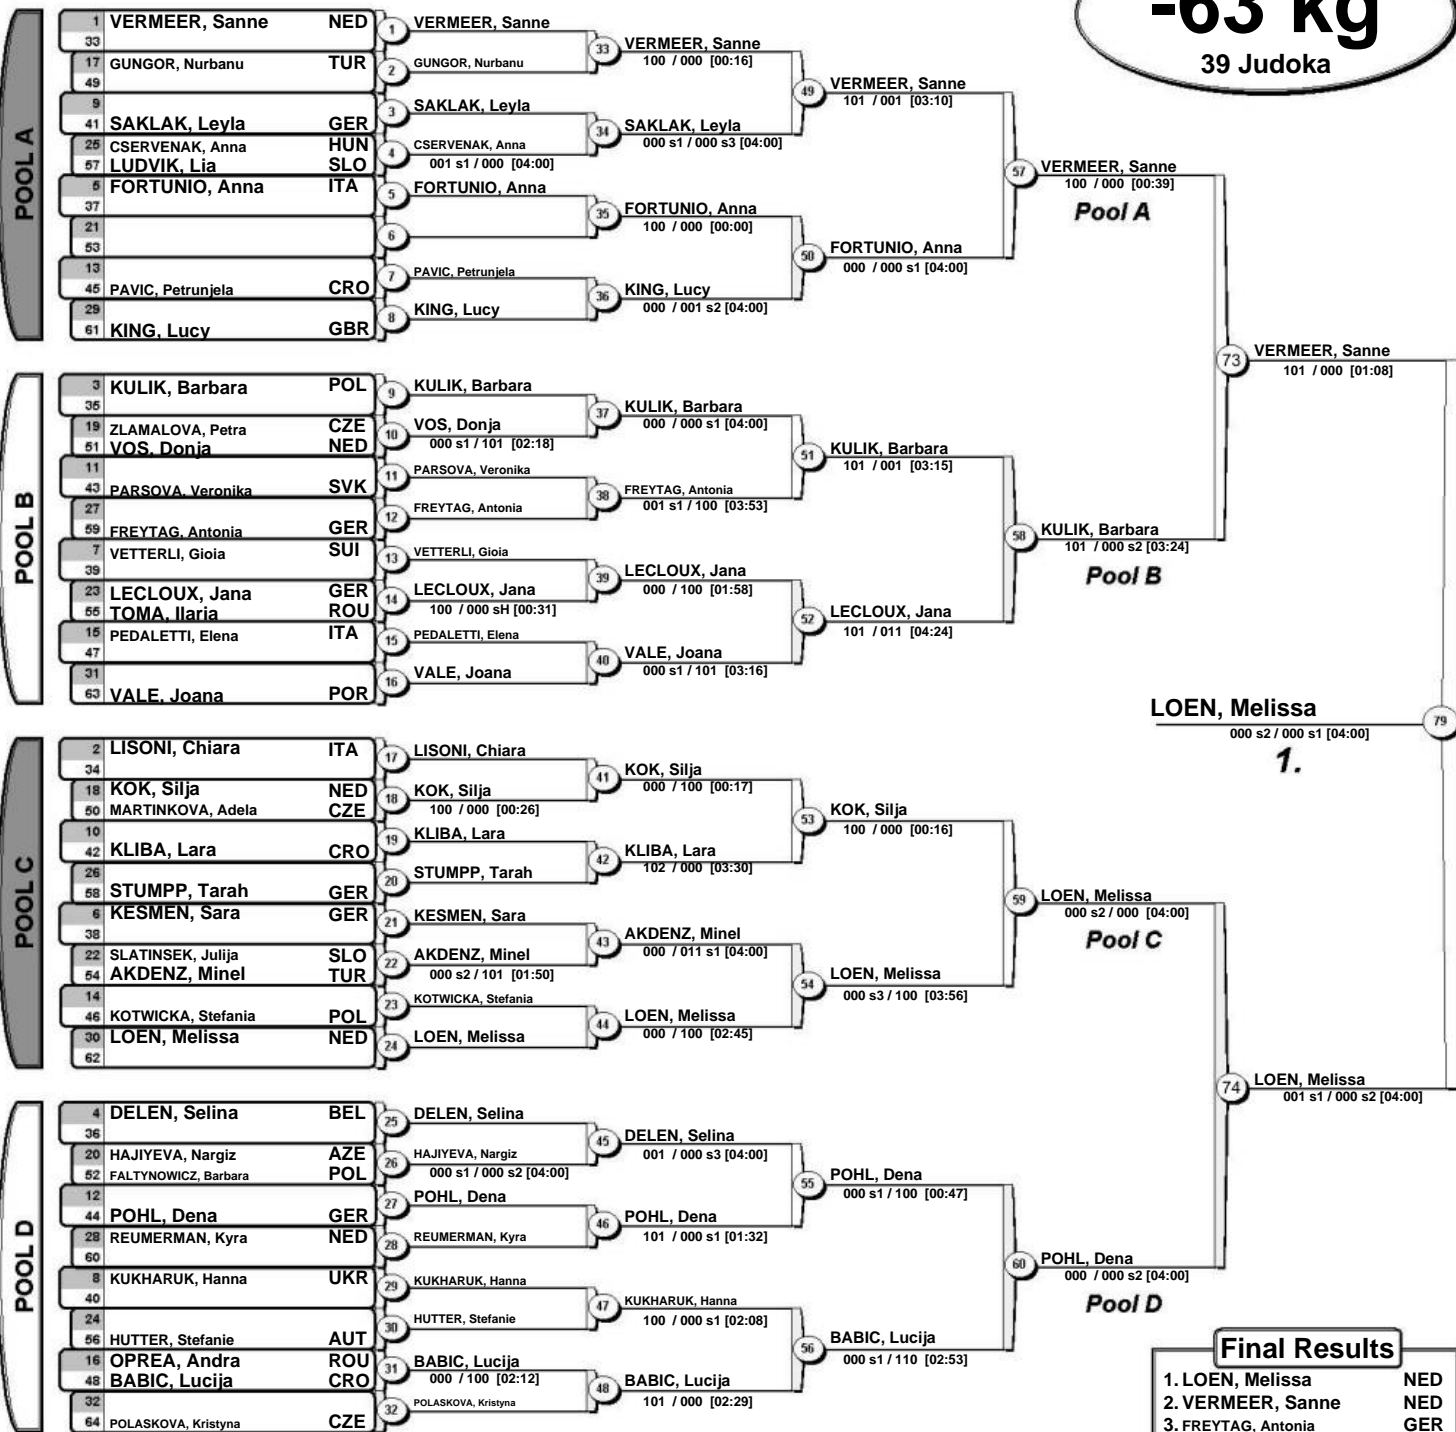 -63 kg
39 Judoka
POOL A
1 VERMEER, Sanne NED
33
17 GUNGOR, Nurbanu TUR
49
9
41 SAKLAK, Leyla GER
25 CSERVENAK, Anna HUN
57 LUDVIK, Lia SLO
5 FORTUNIO, Anna ITA
37
21
53
13
45 PAVIC, Petrunjela CRO
29
61 KING, Lucy GBR
1 VERMEER, Sanne
2 GUNGOR, Nurbanu
3 SAKLAK, Leyla
4 CSERVENAK, Anna
001 s1 / 000 [04:00]
5 FORTUNIO, Anna
6
7 PAVIC, Petrunjela
8 KING, Lucy
33 VERMEER, Sanne
100 / 000 [00:16]
34 SAKLAK, Leyla
000 s1 / 000 s3 [04:00]
35 FORTUNIO, Anna
100 / 000 [00:00]
36 KING, Lucy
000 / 001 s2 [04:00]
49 VERMEER, Sanne
101 / 001 [03:10]
50 FORTUNIO, Anna
000 / 000 s1 [04:00]
57 VERMEER, Sanne
100 / 000 [00:39]
Pool A
POOL B
3 KULIK, Barbara POL
35
19 ZLAMALOVA, Petra CZE
51 VOS, Donja NED
11
43 PARSOVA, Veronika SVK
27
59 FREYTAG, Antonia GER
7 VETTERLI, Gioia SUI
39
23 LECLOUX, Jana GER
55 TOMA, Ilaria ROU
15 PEDALETTI, Elena ITA
47
31
63 VALE, Joana POR
9 KULIK, Barbara
10 VOS, Donja
000 s1 / 101 [02:18]
11 PARSOVA, Veronika
12 FREYTAG, Antonia
13 VETTERLI, Gioia
14 LECLOUX, Jana
100 / 000 sH [00:31]
15 PEDALETTI, Elena
16 VALE, Joana
37 KULIK, Barbara
000 / 000 s1 [04:00]
38 FREYTAG, Antonia
001 s1 / 100 [03:53]
39 LECLOUX, Jana
000 / 100 [01:58]
40 VALE, Joana
000 s1 / 101 [03:16]
51 KULIK, Barbara
101 / 001 [03:15]
52 LECLOUX, Jana
101 / 011 [04:24]
58 KULIK, Barbara
101 / 000 s2 [03:24]
Pool B
73 VERMEER, Sanne
101 / 000 [01:08]
LOEN, Melissa 79
000 s2 / 000 s1 [04:00]
1.
POOL C
2 LISONI, Chiara ITA
34
18 KOK, Silja NED
50 MARTINKOVA, Adela CZE
10
42 KLIBA, Lara CRO
26
58 STUMPP, Tarah GER
6 KESMEN, Sara GER
38
22 SLATINSEK, Julija SLO
54 AKDENZ, Minel TUR
14
46 KOTWICKA, Stefania POL
30 LOEN, Melissa NED
62
17 LISONI, Chiara
18 KOK, Silja
100 / 000 [00:26]
19 KLIBA, Lara
20 STUMPP, Tarah
21 KESMEN, Sara
22 AKDENZ, Minel
000 s2 / 101 [01:50]
23 KOTWICKA, Stefania
24 LOEN, Melissa
41 KOK, Silja
000 / 100 [00:17]
42 KLIBA, Lara
102 / 000 [03:30]
43 AKDENZ, Minel
000 / 011 s1 [04:00]
44 LOEN, Melissa
000 / 100 [02:45]
53 KOK, Silja
100 / 000 [00:16]
54 LOEN, Melissa
000 s3 / 100 [03:56]
59 LOEN, Melissa
000 s2 / 000 [04:00]
Pool C
POOL D
4 DELEN, Selina BEL
36
20 HAJIYEVA, Nargiz AZE
52 FALTYNOWICZ, Barbara POL
12
44 POHL, Dena GER
28 REUMERMAN, Kyra NED
60
8 KUKHARUK, Hanna UKR
40
24
56 HUTTER, Stefanie AUT
16 OPREA, Andra ROU
48 BABIC, Lucija CRO
32
64 POLASKOVA, Kristyna CZE
25 DELEN, Selina
26 HAJIYEVA, Nargiz
000 s1 / 000 s2 [04:00]
27 POHL, Dena
28 REUMERMAN, Kyra
29 KUKHARUK, Hanna
30 HUTTER, Stefanie
31 BABIC, Lucija
000 / 100 [02:12]
32 POLASKOVA, Kristyna
45 DELEN, Selina
001 / 000 s3 [04:00]
46 POHL, Dena
101 / 000 s1 [01:32]
47 KUKHARUK, Hanna
100 / 000 s1 [02:08]
48 BABIC, Lucija
101 / 000 [02:29]
55 POHL, Dena
000 s1 / 100 [00:47]
56 BABIC, Lucija
000 s1 / 110 [02:53]
60 POHL, Dena
000 / 000 s2 [04:00]
Pool D
74 LOEN, Melissa
001 s1 / 000 s2 [04:00]
Final Results
1. LOEN, Melissa NED
2. VERMEER, Sanne NED
3. FREYTAG, Antonia GER